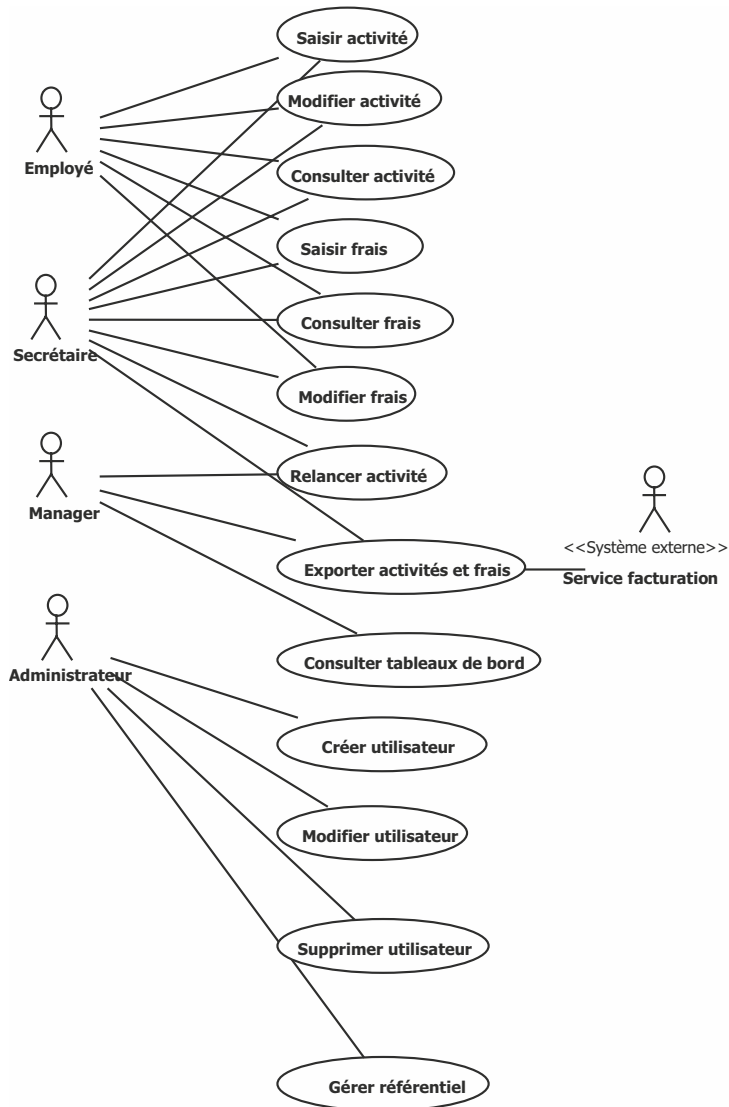 Saisir activité
Modifier activité
Employé
Consulter activité
Saisir frais
Consulter frais
Secrétaire
Modifier frais
Relancer activité
Manager
<<Système externe>>
Exporter activités et frais
Service facturation
Consulter tableaux de bord
Administrateur
Créer utilisateur
Modifier utilisateur
Supprimer utilisateur
Gérer référentiel